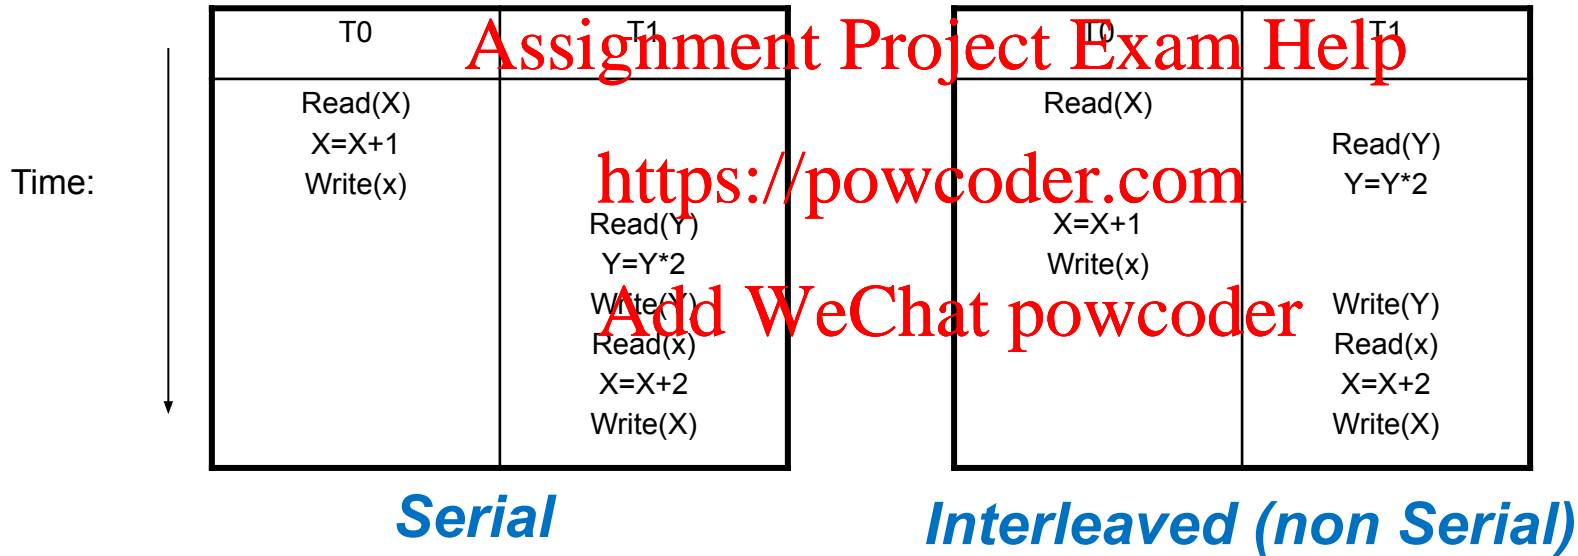 T0 T1 T0 T1
Assignment Project Exam Help
Read(X) Read(X)
X=X+1 Read(Y)
Time: Write(x) Y=Y*2
https://powcoder.com
Read(Y) X=X+1
Y=Y*2 Write(x)
Write(Y) Write(Y)
Add WeChat powcoder
Read(x) Read(x)
X=X+2 X=X+2
Write(X) Write(X)
Serial Interleaved (non Serial)